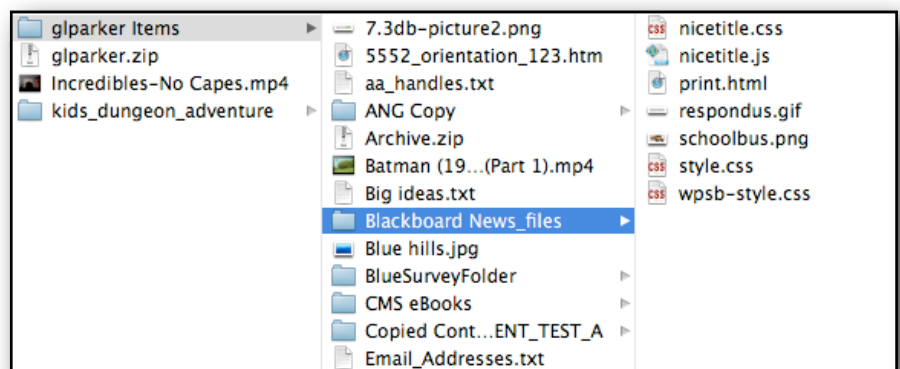 glparker Items
glparker.zip
Incredibles-No Capes.mp4
kids_dungeon_adventure
7.3db-picture2.png
5552_orientation_123.htm
aa_handles.txt
ANG Copy
Archive.zip
Batman (19...(Part 1).mp4
Big ideas.txt
Blackboard News_files
Blue hills.jpg
BlueSurveyFolder
CMS eBooks
Copied Cont...ENT_TEST_A
Email_Addresses.txt
CSS nicetitle.css
nicetitle.js
print.html
respondus.gif
schoolbus.png
CSS style.css
CSS wpsb-style.css